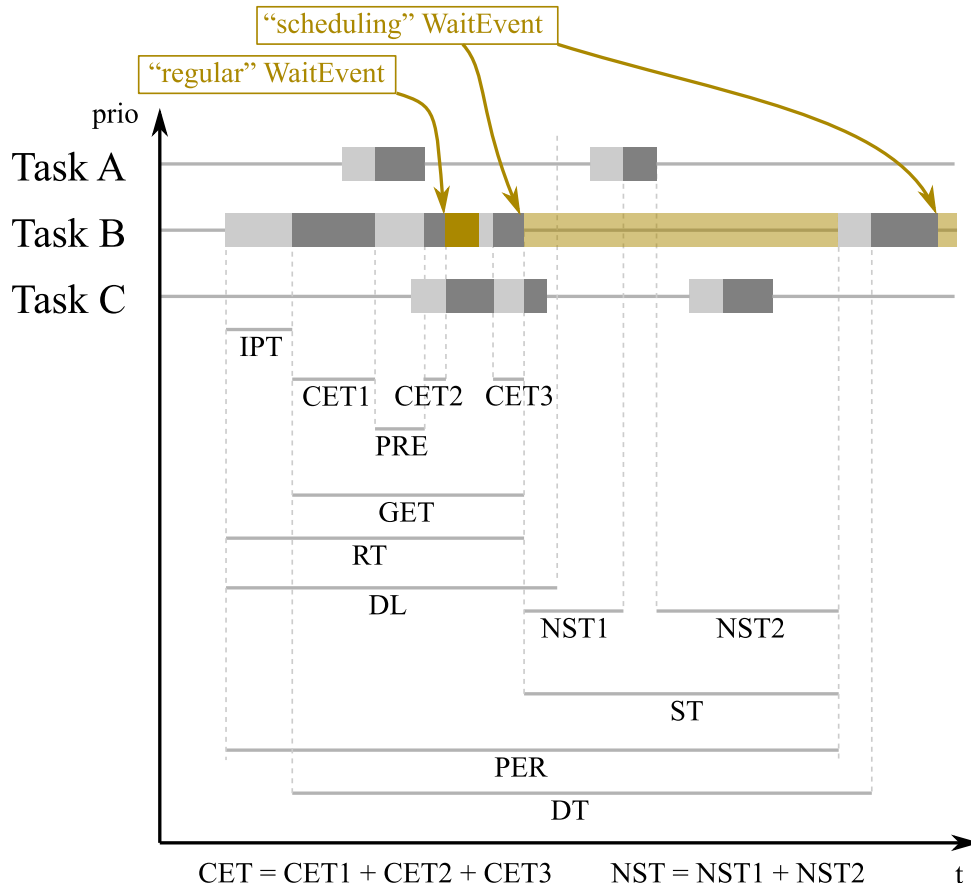 “scheduling” WaitEvent
“regular” WaitEvent
prio
Task A
Task B
Task C
IPT
CET1 CET2 CET3
PRE
GET
RT
DL
NST1 NST2
ST
PER
DT
CET = CET1 + CET2 + CET3 NST = NST1 + NST2 t